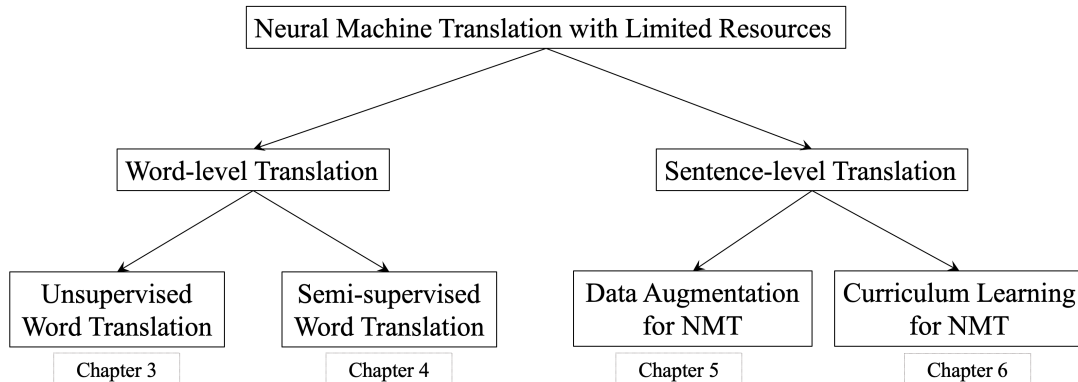 Neural Machine Translation with Limited Resources
Word-level Translation
Sentence-level Translation
Unsupervised
Word Translation
Semi-supervised
Word Translation
Data Augmentation
for NMT
Curriculum Learning
for NMT
Chapter 3
Chapter 4
Chapter 5
Chapter 6